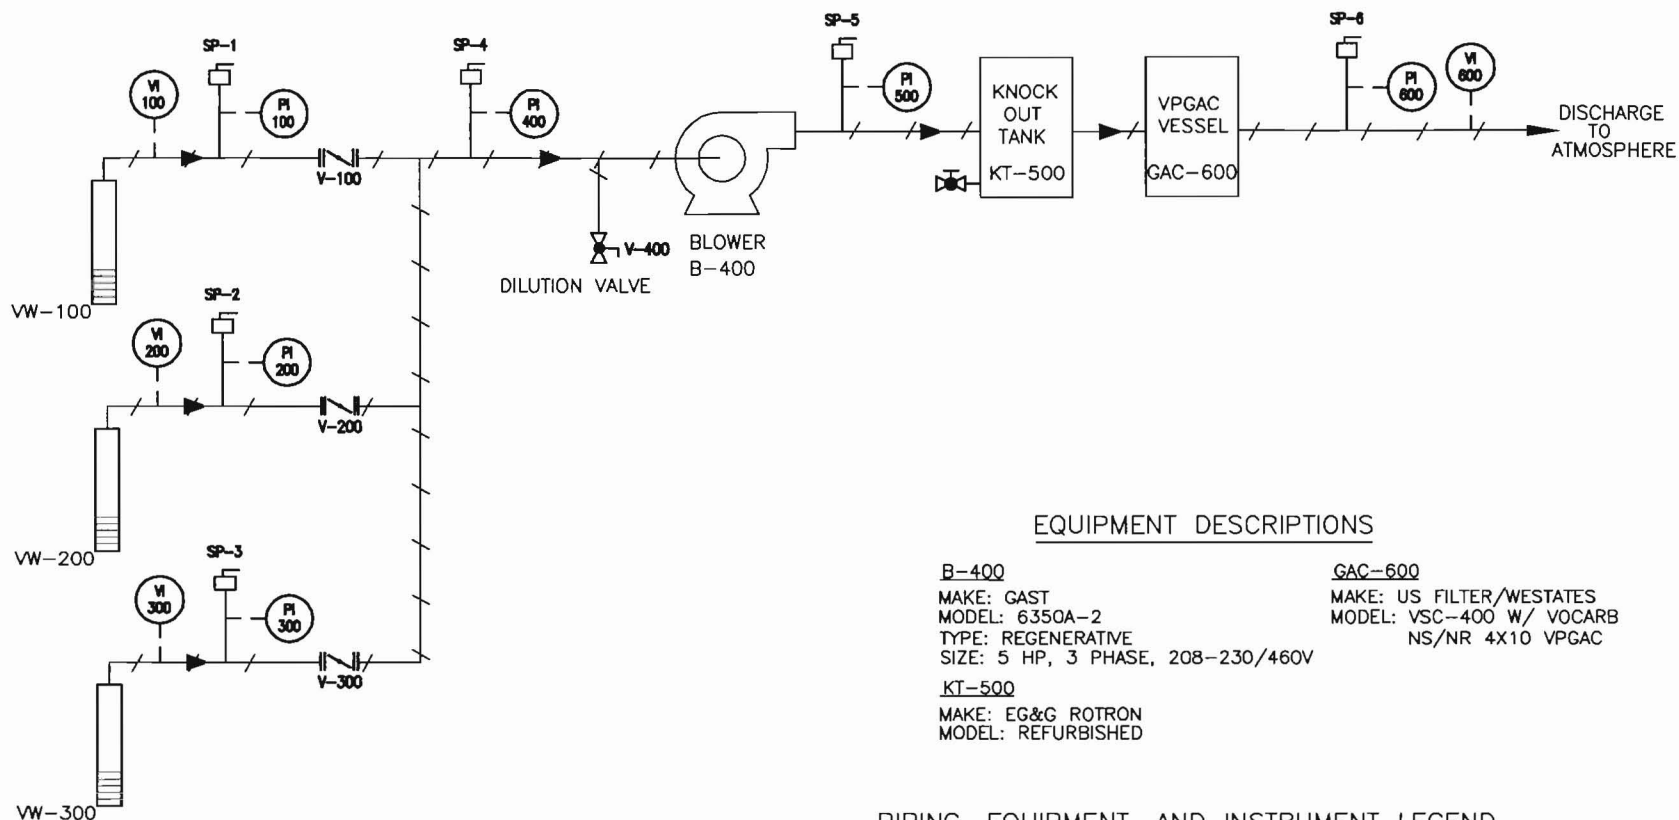 SP-1
VI
100
PI
100
V-100
VW-100
SP-4
PI
400
V-400
DILUTION VALVE
BLOWER
B-400
SP-5
PI
500
KNOCK
OUT
TANK
KT-500
VPGAC
VESSEL
GAC-600
SP-6
PI
600
VI
600
DISCHARGE
TO
ATMOSPHERE
SP-2
VI
200
PI
200
V-200
VW-200
SP-3
VI
300
PI
300
V-300
VW-300
EQUIPMENT DESCRIPTIONS
B-400
MAKE: GAST
MODEL: 6350A-2
TYPE: REGENERATIVE
SIZE: 5 HP, 3 PHASE, 208-230/460V
KT-500
MAKE: EG&G ROTRON
MODEL: REFURBISHED
GAC-600
MAKE: US FILTER/WESTATES
MODEL: VSC-400 W/ VOCARB
NS/NR 4X10 VPGAC
PIPING, EQUIPMENT, AND INSTRUMENT LEGEND